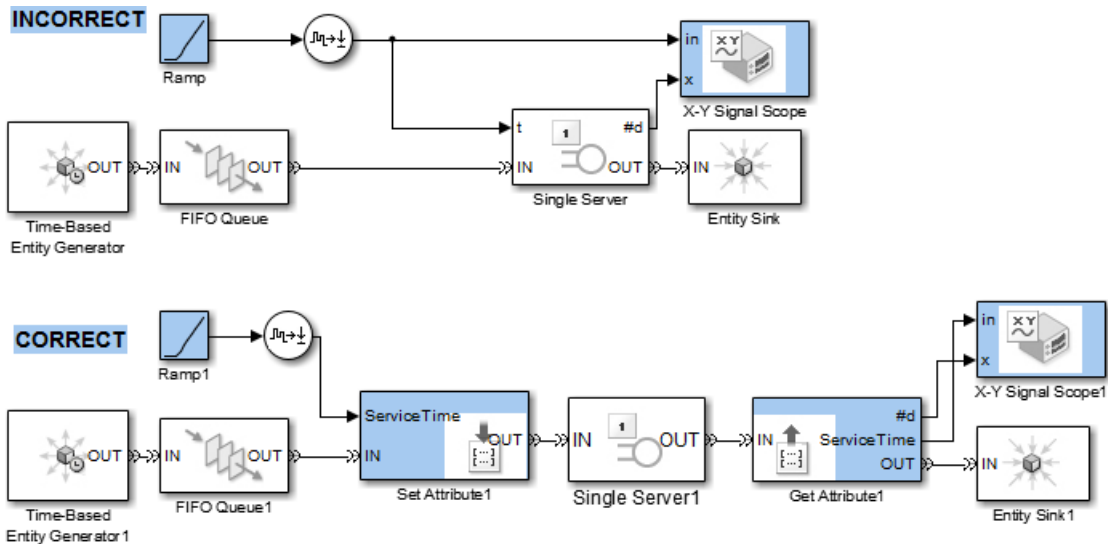 INCORRECT
Ramp
in
XY
x
X-Y Signal Scope
t
1
#d
IN
OUT
Single Server
OUT
Time-Based
Entity Generator
IN
OUT
FIFO Queue
IN
Entity Sink
CORRECT
Ramp1
in
XY
x
X-Y Signal Scope1
ServiceTime
IN
OUT
[...]
Set Attribute1
IN
1
OUT
Single Server1
IN
[...]
#d
ServiceTime
OUT
Get Attribute1
OUT
Time-Based
Entity Generator1
IN
OUT
FIFO Queue1
IN
Entity Sink1